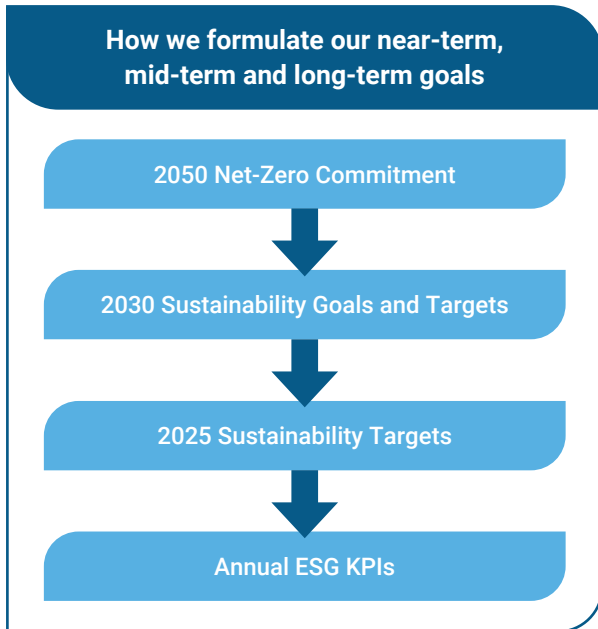 How we formulate our near-term,
mid-term and long-term goals
2050 Net-Zero Commitment
2030 Sustainability Goals and Targets
2025 Sustainability Targets
Annual ESG KPIs